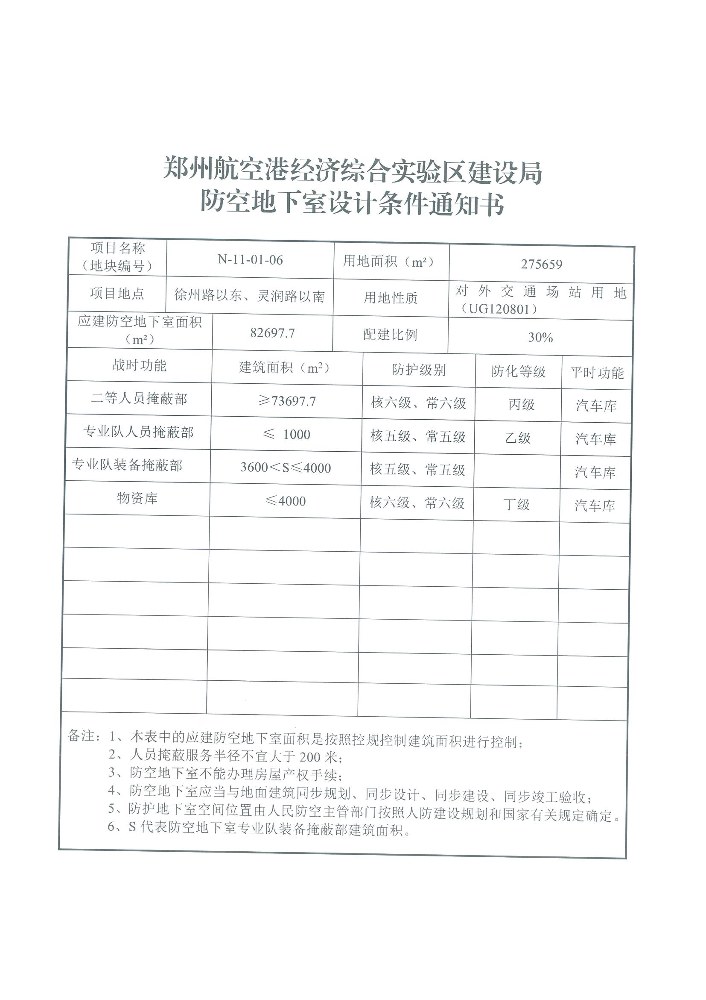 郑州航空港经济综合实验区建设局
防空地下室设计条件通知书
项目名称
（地块编号）
N-11-01-06
用地面积（m²）
275659
项目地点
徐州路以东、灵润路以南
用地性质
对外交通场站用地
（UG120801）
应建防空地下室面积
（m²）
82697.7
配建比例
30%
战时功能 建筑面积（m²） 防护级别 防化等级 平时功能
二等人员掩蔽部 ≥73697.7 核六级、常六级 丙级 汽车库
专业队人员掩蔽部 ≤ 1000 核五级、常五级 乙级 汽车库
专业队装备掩蔽部 3600＜S≤4000 核五级、常五级 汽车库
物资库 ≤4000 核六级、常六级 丁级 汽车库
备注：1、本表中的应建防空地下室面积是按照控规控制建筑面积进行控制；
2、人员掩蔽服务半径不宜大于 200 米；
3、防空地下室不能办理房屋产权手续；
4、防空地下室应当与地面建筑同步规划、同步设计、同步建设、同步竣工验收；
5、防护地下室空间位置由人民防空主管部门按照人防建设规划和国家有关规定确定。
6、S 代表防空地下室专业队装备掩蔽部建筑面积。